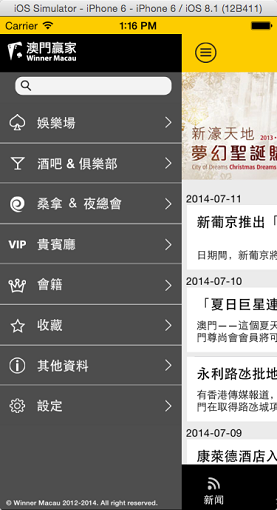 iOS Simulator - iPhone 6 - iPhone 6 / iOS 8.1 (12B411)
Carrier 1:16 PM
澳門贏家
Winner Macau
娛樂場
酒吧 & 俱樂部
桑拿 & 夜總會
VIP 貴賓廳
會籍
收藏
其他資料
設定
© Winner Macau 2012-2014. All right reserved.
新濠天地 2013
夢幻聖誕
City of Dreams Christmas Dreams
2014-07-11
新葡京推出「
日期間，新葡京將
2014-07-10
「夏日巨星連
澳門——這個夏天
門尊尚會會員將可
永利路氹批地
有香港傳媒報道，
門在取得路氹城項
2014-07-09
康萊德酒店入
新闻